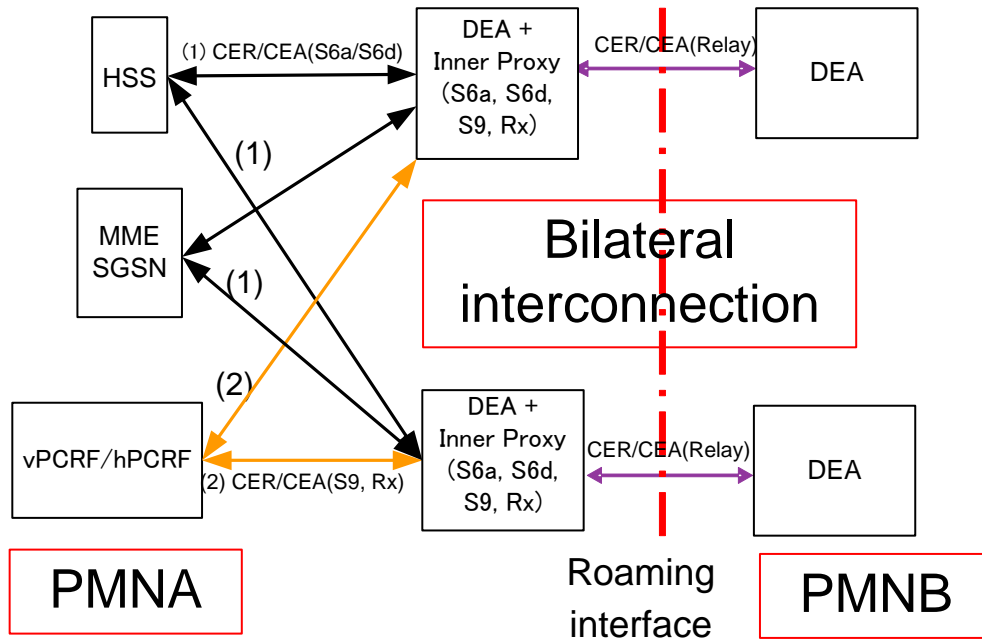 HSS
(1) CER/CEA(S6a/S6d)
DEA +
Inner Proxy
(S6a, S6d,
S9, Rx)
CER/CEA(Relay)
DEA
(1)
MME
SGSN
(1)
Bilateral
interconnection
(2)
vPCRF/hPCRF
(2) CER/CEA(S9, Rx)
DEA +
Inner Proxy
(S6a, S6d,
S9, Rx)
CER/CEA(Relay)
DEA
PMNA
Roaming
interface
PMNB